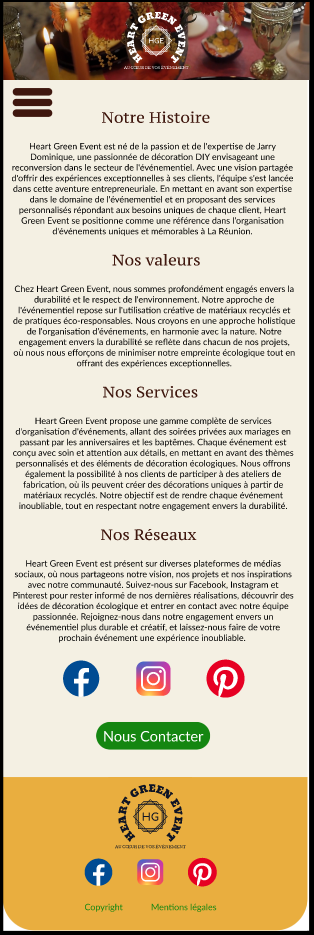 HEART GREEN EVENT
HGE
AU COEUR DE VOS EVENEMENT
Notre Histoire
Heart Green Event est né de la passion et de l'expertise de Jarry
Dominique, une passionnée de décoration DIY envisageant une
reconversion dans le secteur de l'événementiel. Avec une vision partagée
d'offrir des expériences exceptionnelles à ses clients, l'équipe s'est lancée
dans cette aventure entrepreneuriale. En mettant en avant son expertise
dans le domaine de l'événementiel et en proposant des services
personnalisés répondant aux besoins uniques de chaque client, Heart
Green Event se positionne comme une référence dans l'organisation
d'événements uniques et mémorables à La Réunion.
Nos valeurs
Chez Heart Green Event, nous sommes profondément engagés envers la
durabilité et le respect de l'environnement. Notre approche de
l'événementiel repose sur l'utilisation créative de matériaux recyclés et
de pratiques éco-responsables. Nous croyons en une approche holistique
de l'organisation d'événements, en harmonie avec la nature. Notre
engagement envers la durabilité se reflète dans chacun de nos projets,
où nous nous efforçons de minimiser notre empreinte écologique tout en
offrant des expériences exceptionnelles.
Nos Services
Heart Green Event propose une gamme complète de services
d'organisation d'événements, allant des soirées privées aux mariages en
passant par les anniversaires et les baptêmes. Chaque événement est
conçu avec soin et attention aux détails, en mettant en avant des thèmes
personnalisés et des éléments de décoration écologiques. Nous offrons
également la possibilité à nos clients de participer à des ateliers de
fabrication, où ils peuvent créer des décorations uniques à partir de
matériaux recyclés. Notre objectif est de rendre chaque événement
inoubliable, tout en respectant notre engagement envers la durabilité.
Nos Réseaux
Heart Green Event est présent sur diverses plateformes de médias
sociaux, où nous partageons notre vision, nos projets et nos inspirations
avec notre communauté. Suivez-nous sur Facebook, Instagram et
Pinterest pour rester informé de nos dernières réalisations, découvrir des
idées de décoration écologique et entrer en contact avec notre équipe
passionnée. Rejoignez-nous dans notre engagement envers un
événementiel plus durable et créatif, et laissez-nous faire de votre
prochain événement une expérience inoubliable.
Nous Contacter
HEART GREEN EVENT
HG
AU COEUR DE VOS EVENEMENT
Copyright Mentions légales